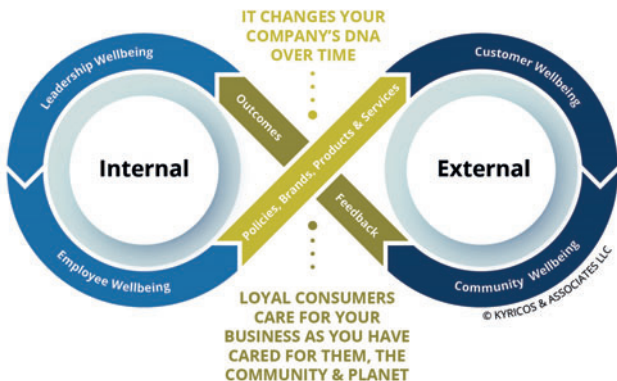 IT CHANGES YOUR
COMPANY'S DNA
OVER TIME
Leadership Wellbeing
Outcomes
Policies, Brands, Products & Services
Customer Wellbeing
Internal
External
Employee Wellbeing
Feedback
Community Wellbeing
© KYRICOS & ASSOCIATES LLC
LOYAL CONSUMERS
CARE FOR YOUR
BUSINESS AS YOU HAVE
CARED FOR THEM, THE
COMMUNITY & PLANET